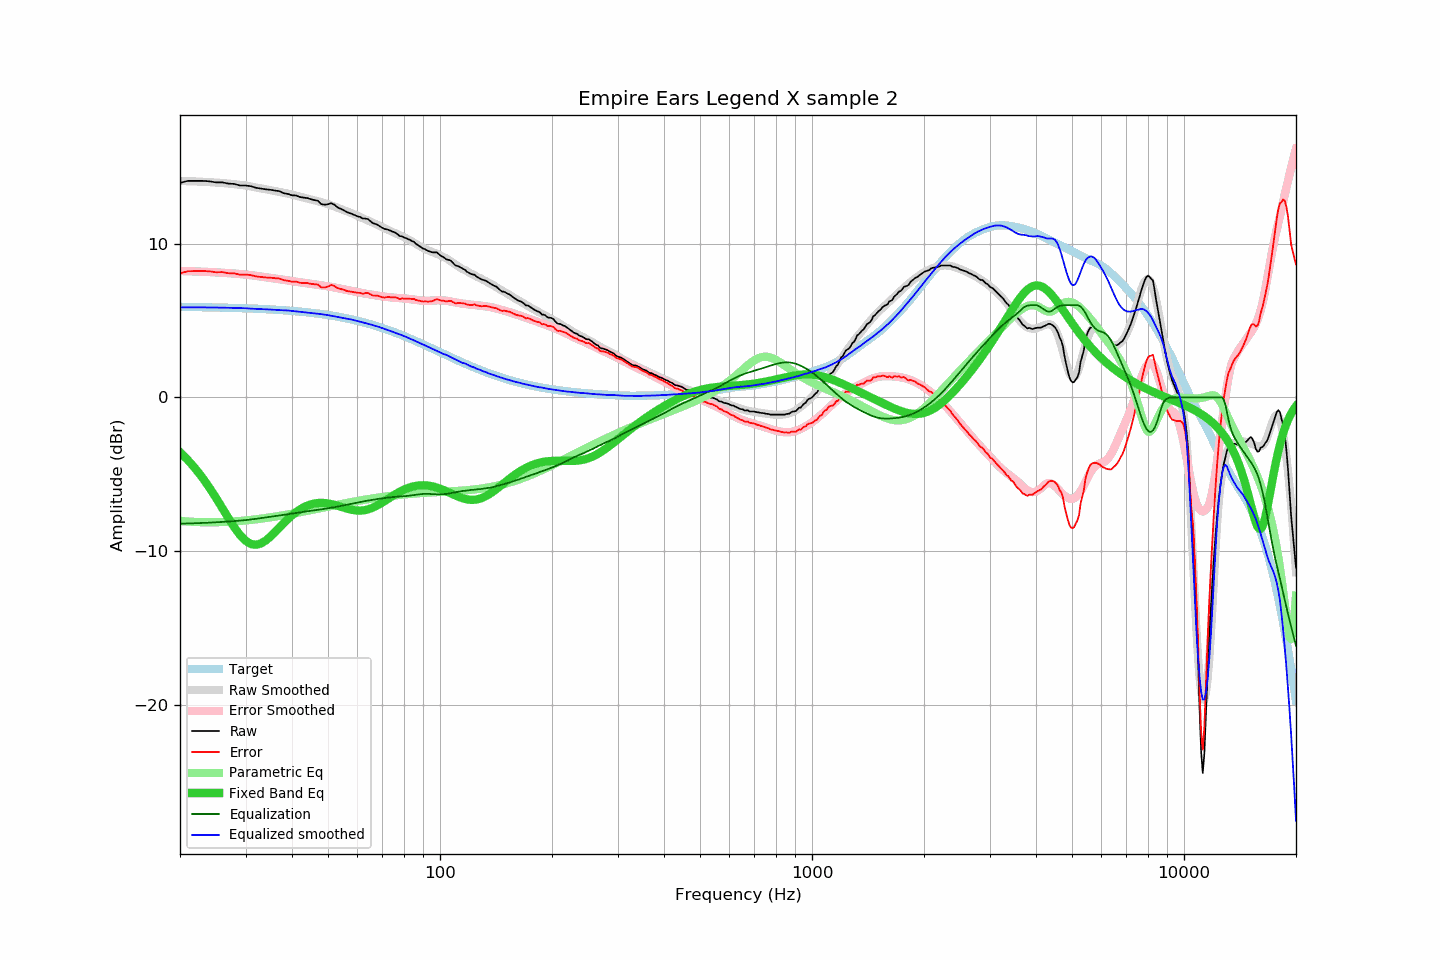 Empire Ears Legend X sample 2
10
0
−10
−20
Amplitude (dBr)
Target
Raw Smoothed
Error Smoothed
Raw
Error
Parametric Eq
Fixed Band Eq
Equalization
Equalized smoothed
100
1000
10000
Frequency (Hz)